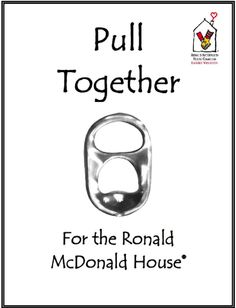 Pull
Together
For the Ronald
McDonald House®